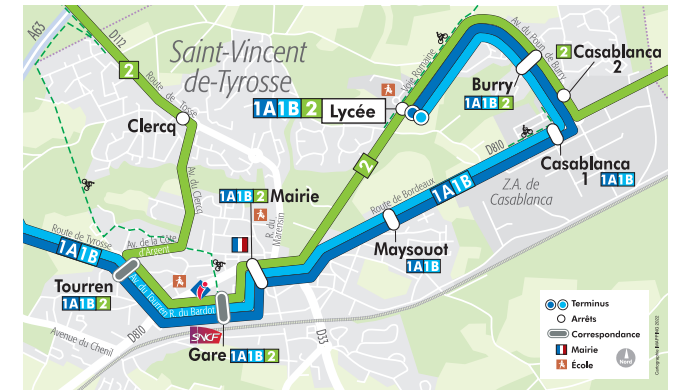 A63
D112
2
Route de Tosse
Saint-Vincent
de-Tyrosse
Clercq
1A 1B 2 Lycée
Voie Romaine
Av. du Poun de Burry
2 Casablanca
2
Burry
1A 1B 2
D810
Casablanca
1 1A 1B
Z.A. de
Casablanca
2
Route de Bordeaux
1A 1B
Maysouot
1A 1B
Av. du Clercq
1A 1B 2 Mairie
R. du
Marensin
Route de Tyrosse
1A 1B
Av. de la Côte
d'Argent
Tourren
1A 1B 2
Av. du Tourren
R. du Bardot
SNCF
Gare 1A 1B 2
Avenue du Chenil
D810
D33
Terminus
Arrêts
Correspondance
Mairie
École
Nord